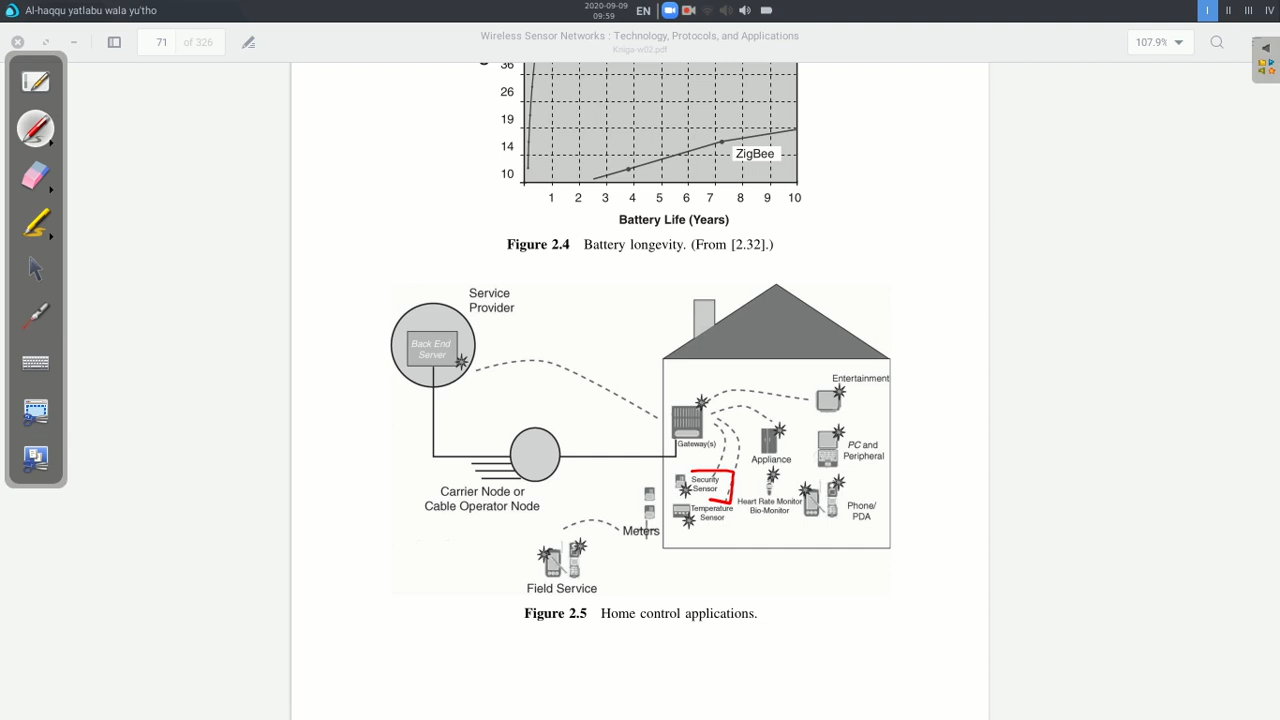 Al-haqqu yatlabu wala yu'tho
2020-09-09
09:59
EN
I II III IV
71 of 326
Wireless Sensor Networks : Technology, Protocols, and Applications
Kniga-w02.pdf
107.9%
36
26
19
14
10
ZigBee
1 2 3 4 5 6 7 8 9 10
Battery Life (Years)
Figure 2.4 Battery longevity. (From [2.32].)
Service
Provider
Back End
Server
Entertainment
Gateway(s)
Appliance
PC and
Peripheral
Security
Sensor
Carrier Node or
Cable Operator Node
Temperature
Sensor
Heart Rate Monitor
Bio-Monitor
Phone/
PDA
Meters
Field Service
Figure 2.5 Home control applications.